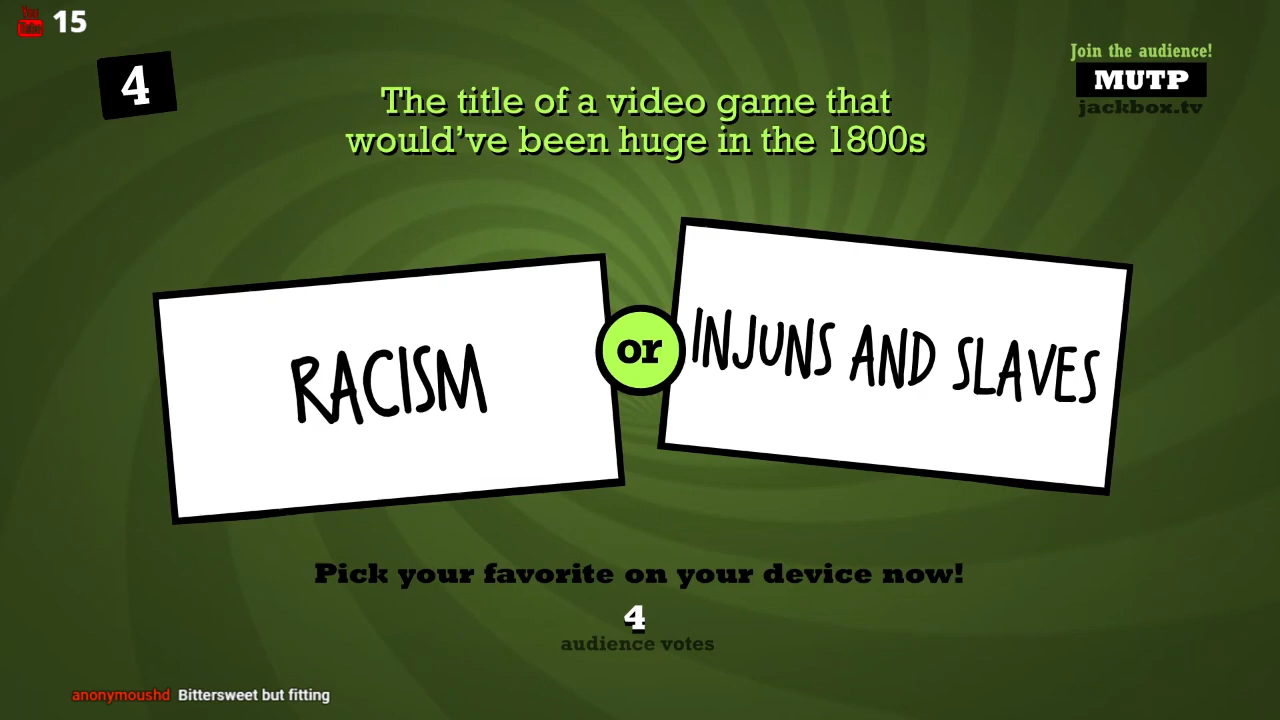 You Tube 15
4
Join the audience!
MUTP
jackbox.tv
The title of a video game that
would've been huge in the 1800s
RACISM
or
INJUNS AND SLAVES
Pick your favorite on your device now!
4
audience votes
anonymoushd Bittersweet but fitting